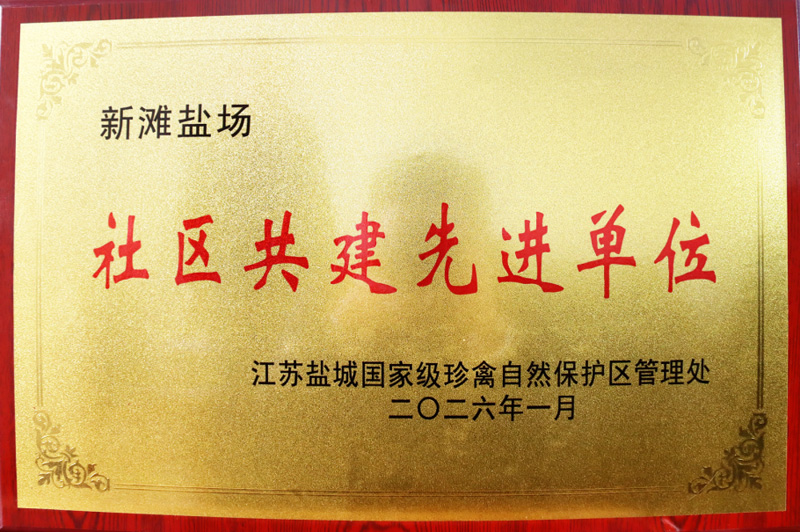 新滩盐场
社区共建先进单位
江苏盐城国家级珍禽自然保护区管理处
二〇二六年一月